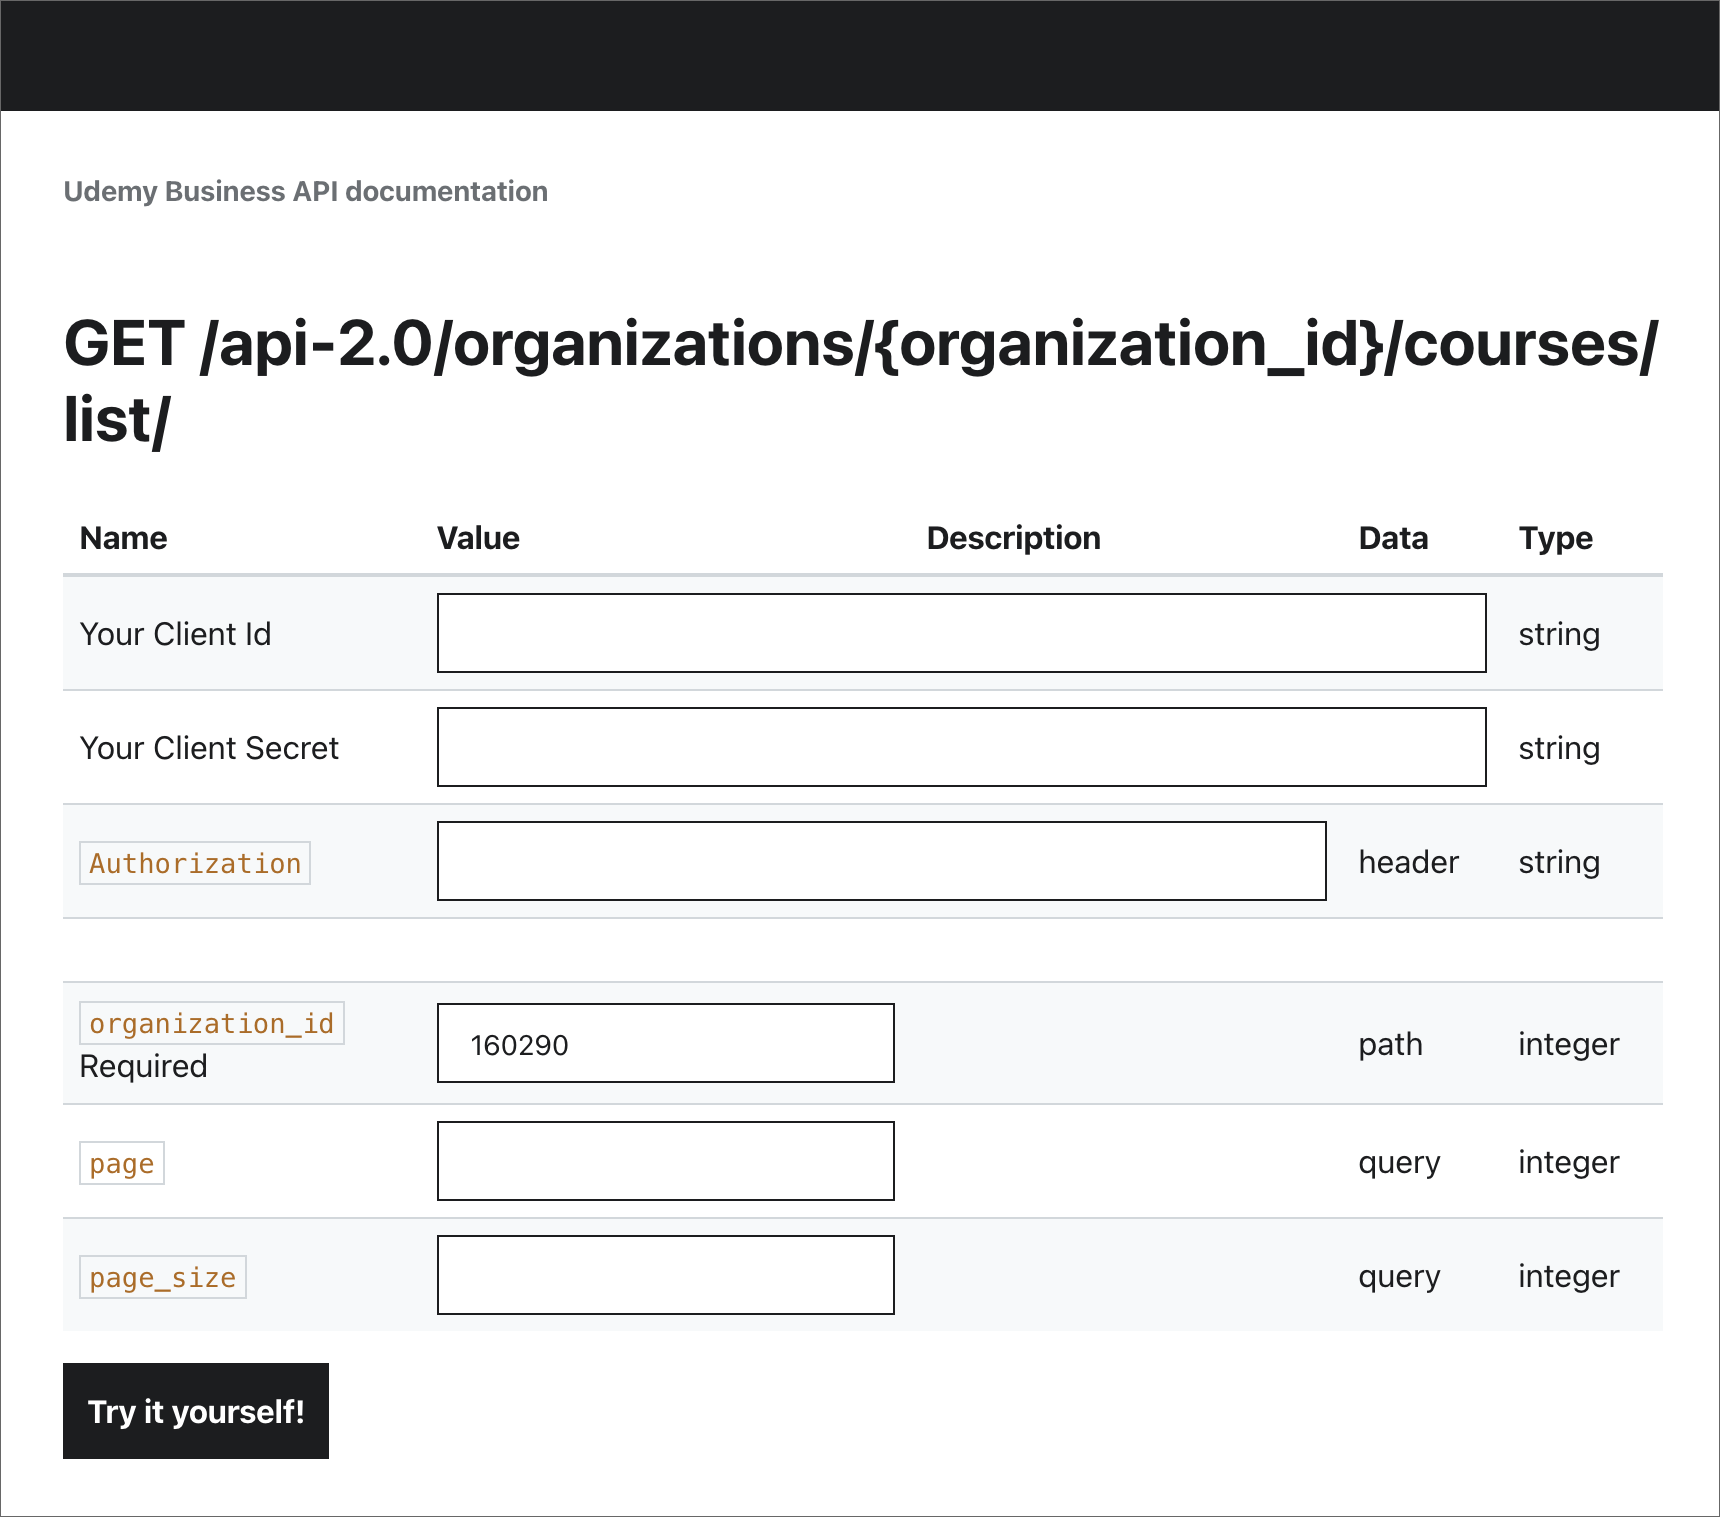 Udemy Business API documentation
GET /api-2.0/organizations/{organization_id}/courses/
list/
Name Value Description Data Type
Your Client Id string
Your Client Secret string
Authorization header string
organization_id
Required 160290 path integer
page query integer
page_size query integer
Try it yourself!